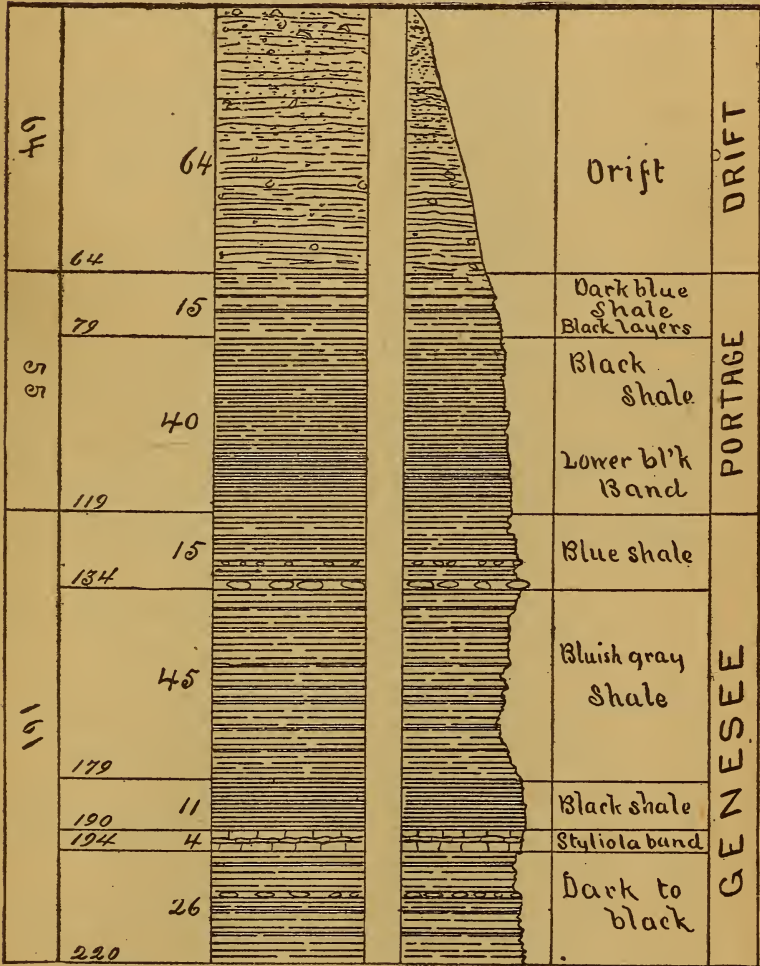 64
64
64
Drift
DRIFT
55
15
79
Dark blue
Shale
Black layers
PORTAGE
40
119
Black
Shale
Lower bl'k
Band
101
15
134
Blue shale
GENESEE
45
179
Bluish gray
Shale
11
190
Black shale
194
4
Styliola band
26
220
Dark to
black